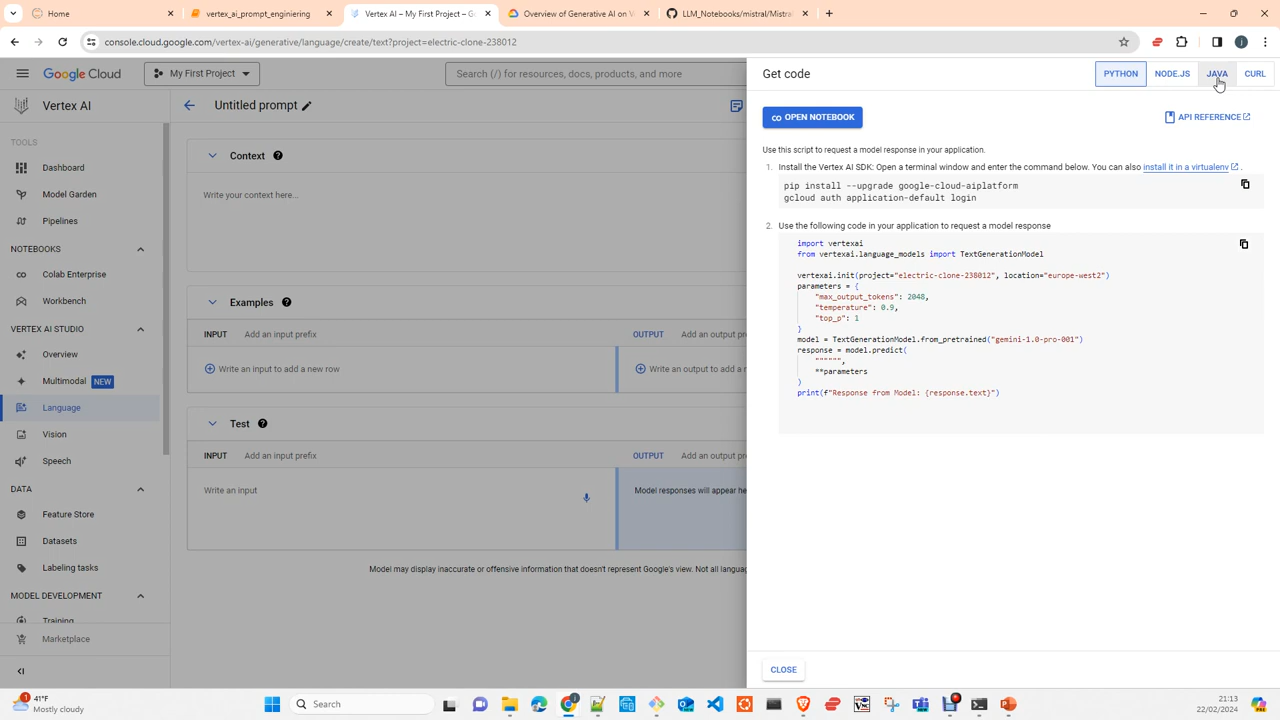 Home
vertex_ai_prompt_enginiering
Vertex AI – My First Project – G
Overview of Generative AI on V
LLM_Notebooks/mistral/Mistral
console.cloud.google.com/vertex-ai/generative/language/create/text?project=electric-clone-238012
Google Cloud
My First Project
Search (/) for resources, docs, products, and more
Get code
PYTHON
NODE.JS
JAVA
CURL
Vertex AI
Untitled prompt
OPEN NOTEBOOK
API REFERENCE
TOOLS
Dashboard
Model Garden
Pipelines
NOTEBOOKS
Colab Enterprise
Workbench
VERTEX AI STUDIO
Overview
Multimodal NEW
Language
Vision
Speech
DATA
Feature Store
Datasets
Labeling tasks
MODEL DEVELOPMENT
Training
Marketplace
Context
Write your context here...
Examples
INPUT Add an input prefix
OUTPUT Add an output pr
Write an input to add a new row
Write an output to add a n
Test
INPUT Add an input prefix
OUTPUT Add an output pr
Write an input
Model responses will appear he
Model may display inaccurate or offensive information that doesn't represent Google's view. Not all languag
Use this script to request a model response in your application.
1. Install the Vertex AI SDK: Open a terminal window and enter the command below. You can also install it in a virtualenv .
pip install --upgrade google-cloud-aiplatform
gcloud auth application-default login
2. Use the following code in your application to request a model response
import vertexai
from vertexai.language_models import TextGenerationModel
vertexai.init(project="electric-clone-238012", location="europe-west2")
parameters = {
"max_output_tokens": 2048,
"temperature": 0.9,
"top_p": 1
}
model = TextGenerationModel.from_pretrained("gemini-1.0-pro-001")
response = model.predict(
"""""",
**parameters
)
print(f"Response from Model: {response.text}")
CLOSE
41°F
Mostly cloudy
Search
21:13
22/02/2024